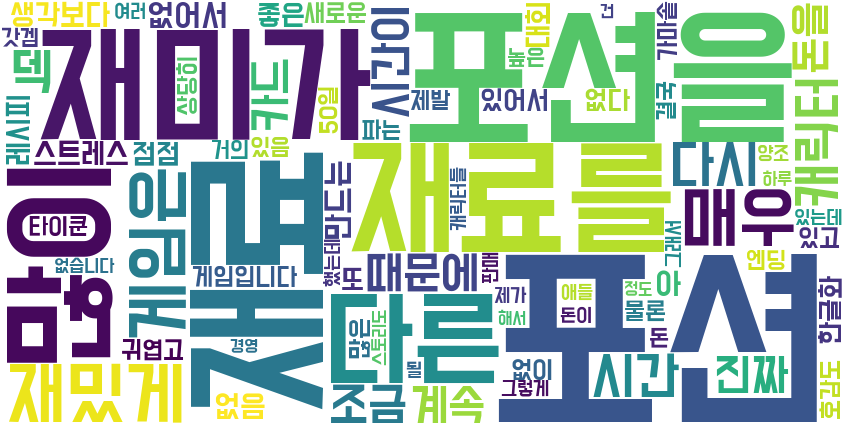 생각보다
여러
없어서
좋은
새로운
갓겜
덱
재미가
상당히
카드
50일
시간이
제발
파는
포션
있어서
높은
대회
없다
가마솥
결국
건
음
돈을
캐릭터
레시피
스트레스
점점
거의
있음
재료를
다시
매우
양조
하루
있는데
있고
이
타이쿤
함
없습니다
게임은
재료
만드는
캐릭터들
그래서
게임입니다
했는데
또
때문에
판매
제가
해서
애들
돈이
정도
물론
아
엔딩
한글화
호감도
포션
돈
다른
많은
스토리도
될
경영
귀엽고
재밌게
없음
조금
계속
없이
그렇게
시간
진짜